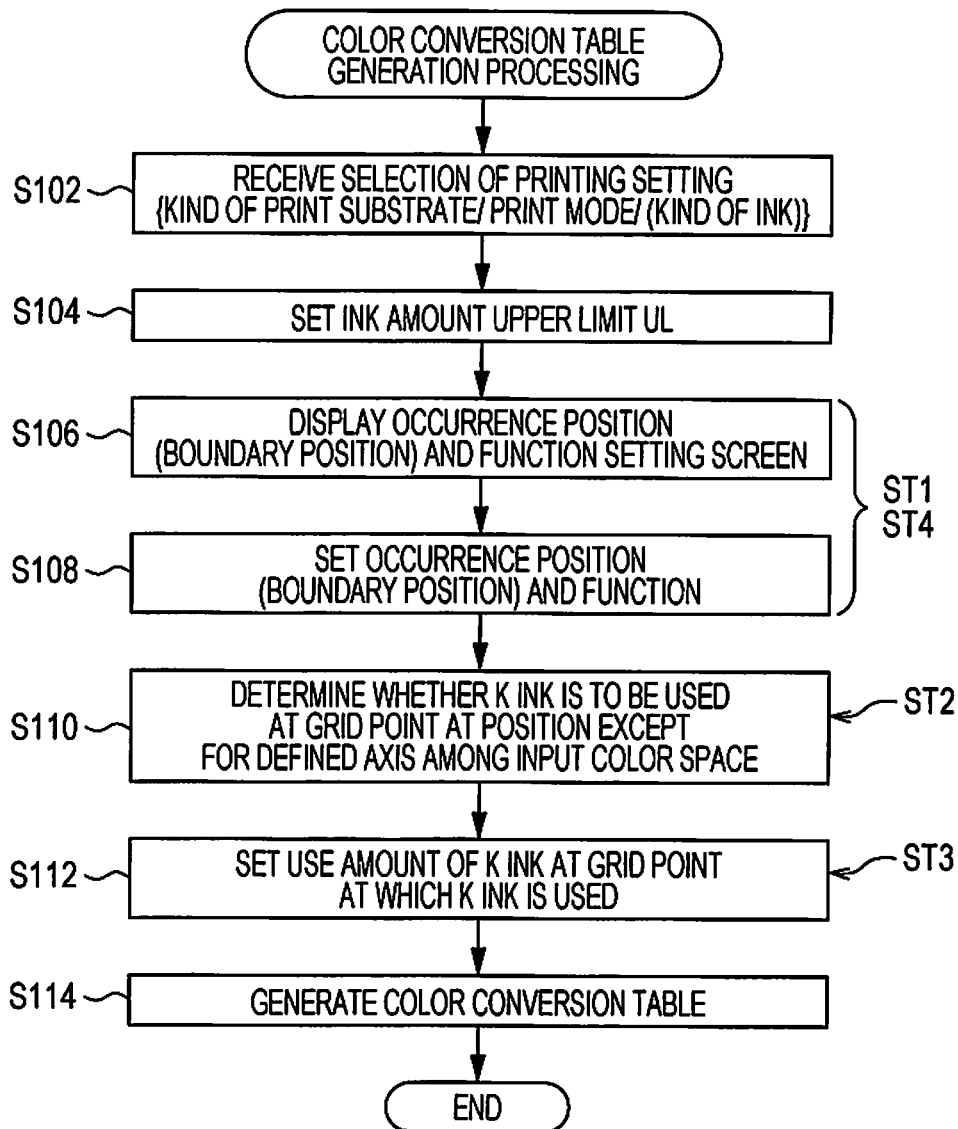 COLOR CONVERSION TABLE
GENERATION PROCESSING
S102
RECEIVE SELECTION OF PRINTING SETTING
{KIND OF PRINT SUBSTRATE/ PRINT MODE/ (KIND OF INK)}
S104
SET INK AMOUNT UPPER LIMIT UL
S106
DISPLAY OCCURRENCE POSITION
(BOUNDARY POSITION) AND FUNCTION SETTING SCREEN
ST1
ST4
S108
SET OCCURRENCE POSITION
(BOUNDARY POSITION) AND FUNCTION
S110
DETERMINE WHETHER K INK IS TO BE USED
AT GRID POINT AT POSITION EXCEPT
FOR DEFINED AXIS AMONG INPUT COLOR SPACE
ST2
S112
SET USE AMOUNT OF K INK AT GRID POINT
AT WHICH K INK IS USED
ST3
S114
GENERATE COLOR CONVERSION TABLE
END